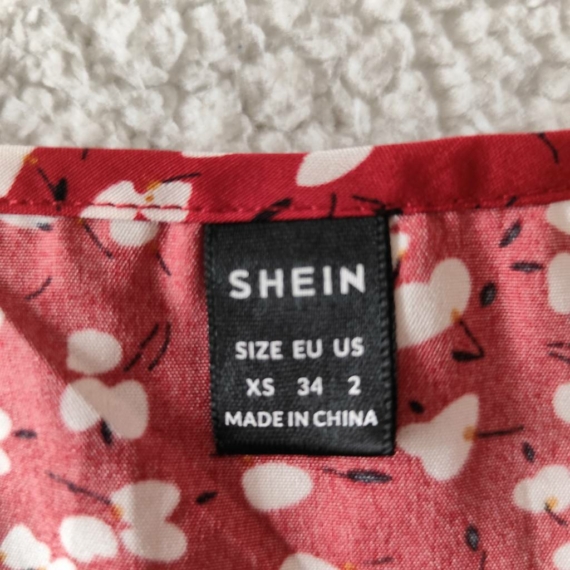 SHEIN
SIZE EU US
XS 34 2
MADE IN CHINA